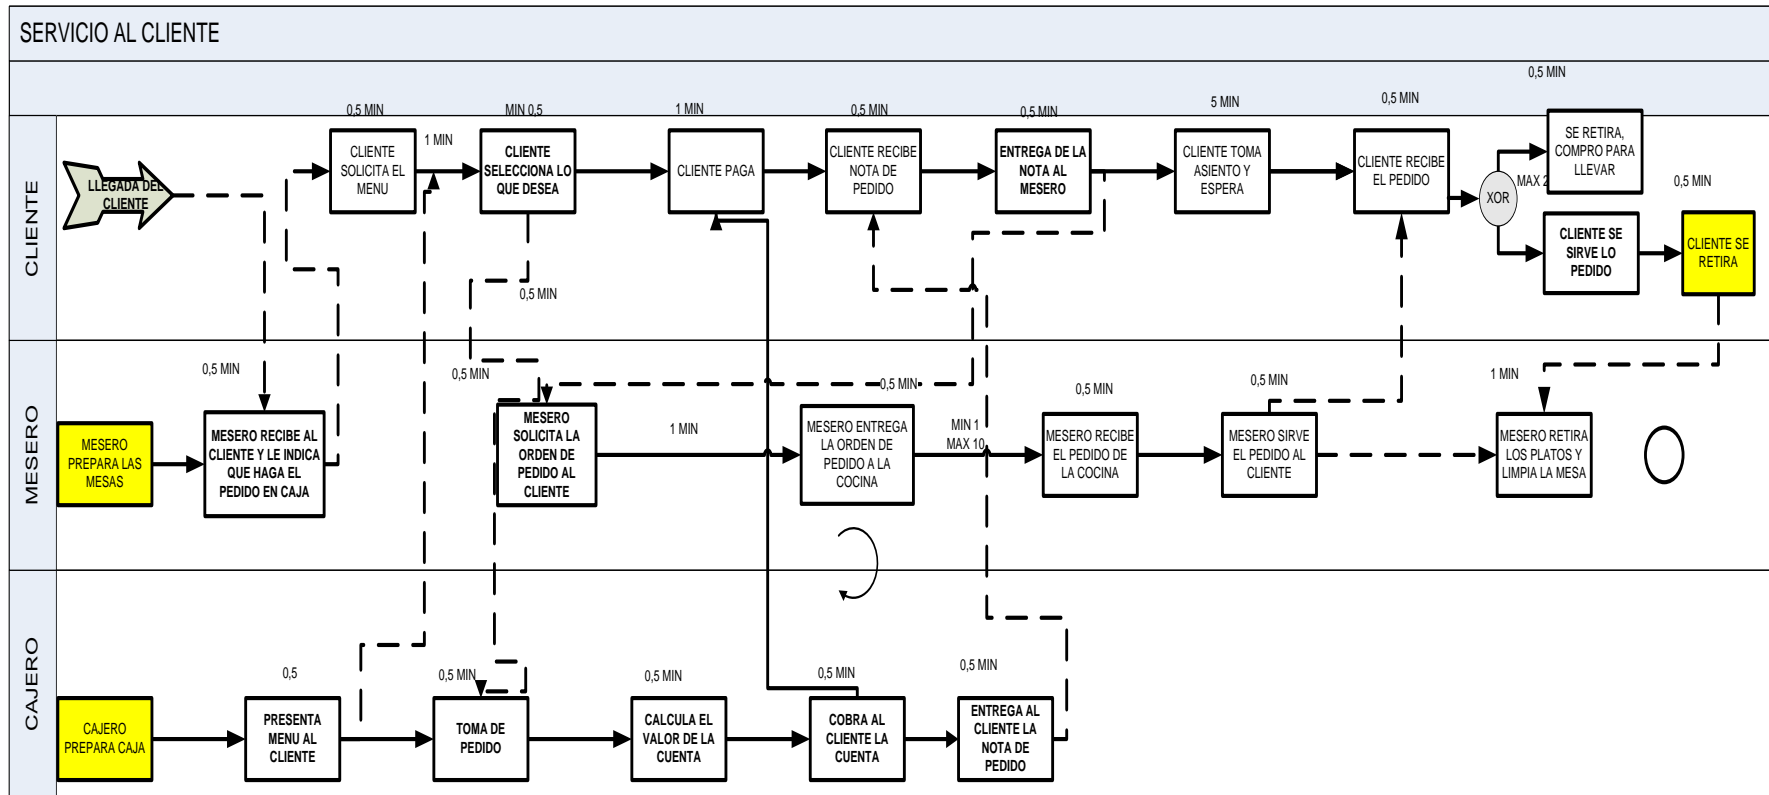 SERVICIO AL CLIENTE
0,5 MIN
0,5 MIN
MIN 0,5
1 MIN
0,5 MIN
0,5 MIN
5 MIN
0,5 MIN
CLIENTE
LLEGADA DEL
CLIENTE
CLIENTE
SOLICITA EL
MENU
1 MIN
CLIENTE
SELECCIONA LO
QUE DESEA
CLIENTE PAGA
CLIENTE RECIBE
NOTA DE
PEDIDO
ENTREGA DE LA
NOTA AL
MESERO
CLIENTE TOMA
ASIENTO Y
ESPERA
CLIENTE RECIBE
EL PEDIDO
XOR
MAX 2
SE RETIRA,
COMPRO PARA
LLEVAR
0,5 MIN
CLIENTE SE
SIRVE LO
PEDIDO
CLIENTE SE
RETIRA
0,5 MIN
MESERO
0,5 MIN
0,5 MIN
0,5 MIN
0,5 MIN
0,5 MIN
1 MIN
MESERO
PREPARA LAS
MESAS
MESERO RECIBE AL
CLIENTE Y LE INDICA
QUE HAGA EL
PEDIDO EN CAJA
MESERO
SOLICITA LA
ORDEN DE
PEDIDO AL
CLIENTE
1 MIN
MESERO ENTREGA
LA ORDEN DE
PEDIDO A LA
COCINA
MIN 1
MAX 10
MESERO RECIBE
EL PEDIDO DE
LA COCINA
MESERO SIRVE
EL PEDIDO AL
CLIENTE
MESERO RETIRA
LOS PLATOS Y
LIMPIA LA MESA
CAJERO
0,5
0,5 MIN
0,5 MIN
0,5 MIN
0,5 MIN
CAJERO
PREPARA CAJA
PRESENTA
MENU AL
CLIENTE
TOMA DE
PEDIDO
CALCULA EL
VALOR DE LA
CUENTA
COBRA AL
CLIENTE LA
CUENTA
ENTREGA AL
CLIENTE LA
NOTA DE
PEDIDO